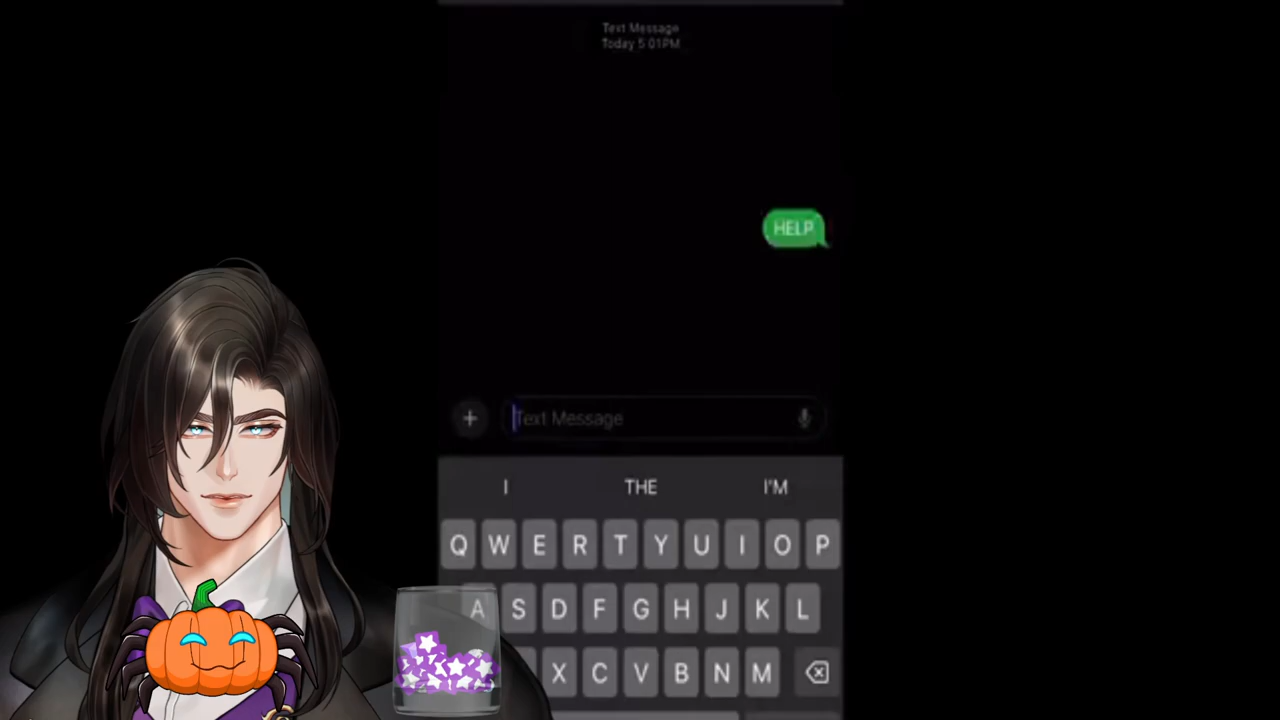 Text Message
Today 5:01PM
HELP
Text Message
I THE I'M
Q W E R T Y U I O P
A S D F G H J K L
X C V B N M